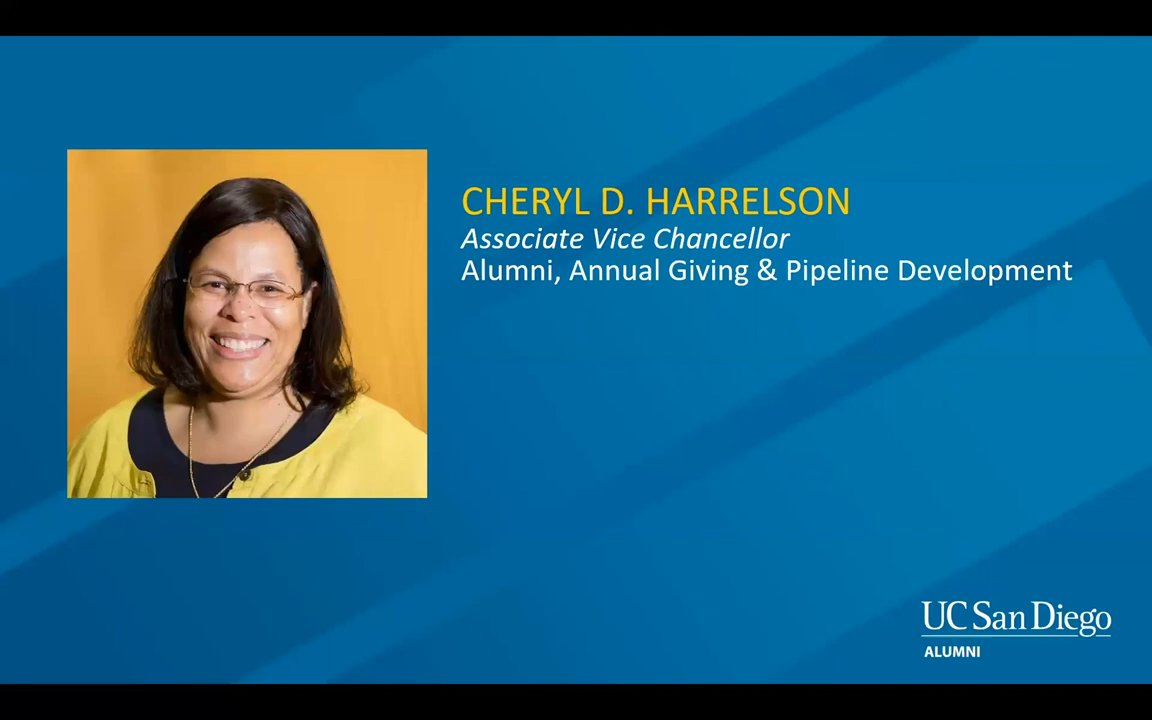 CHERYL D. HARRELSON
Associate Vice Chancellor
Alumni, Annual Giving & Pipeline Development
UC San Diego
ALUMNI